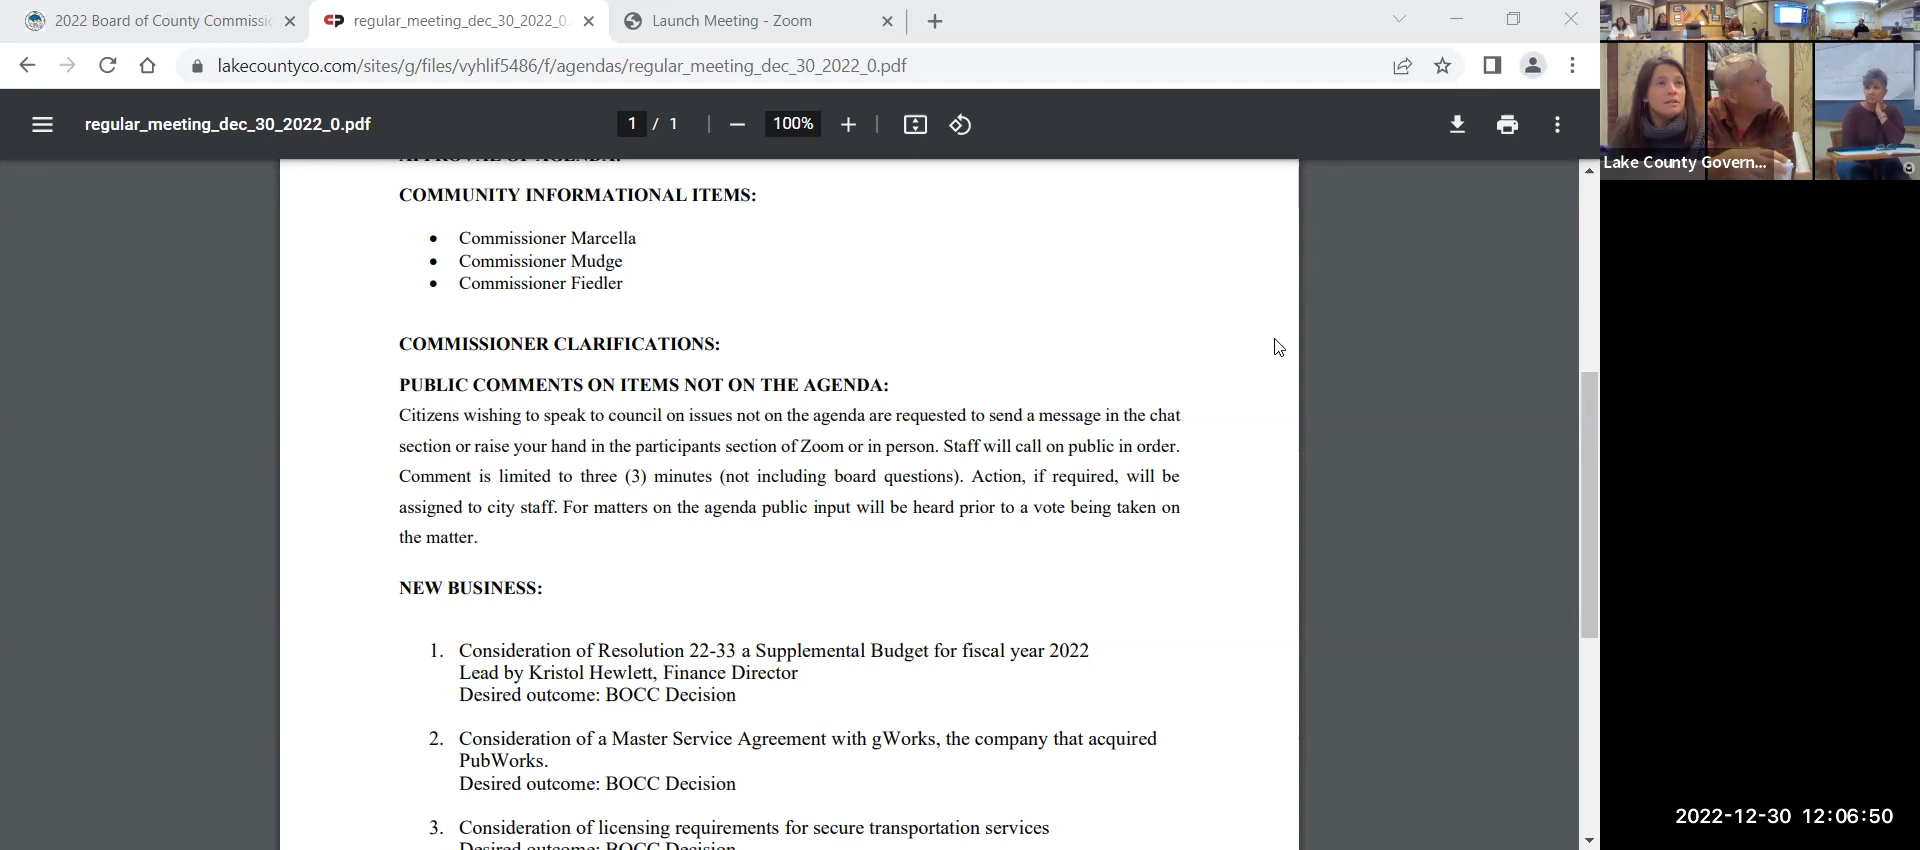 2022 Board of County Commissic
regular_meeting_dec_30_2022_0.
Launch Meeting - Zoom
lakecountyco.com/sites/g/files/vyhlif5486/f/agendas/regular_meeting_dec_30_2022_0.pdf
regular_meeting_dec_30_2022_0.pdf
1 / 1
100%
Lake County Govern...
APPROVAL OF AGENDA:
COMMUNITY INFORMATIONAL ITEMS:
• Commissioner Marcella
• Commissioner Mudge
• Commissioner Fiedler
COMMISSIONER CLARIFICATIONS:
PUBLIC COMMENTS ON ITEMS NOT ON THE AGENDA:
Citizens wishing to speak to council on issues not on the agenda are requested to send a message in the chat
section or raise your hand in the participants section of Zoom or in person. Staff will call on public in order.
Comment is limited to three (3) minutes (not including board questions). Action, if required, will be
assigned to city staff. For matters on the agenda public input will be heard prior to a vote being taken on
the matter.
NEW BUSINESS:
1. Consideration of Resolution 22-33 a Supplemental Budget for fiscal year 2022
Lead by Kristol Hewlett, Finance Director
Desired outcome: BOCC Decision
2. Consideration of a Master Service Agreement with gWorks, the company that acquired
PubWorks.
Desired outcome: BOCC Decision
3. Consideration of licensing requirements for secure transportation services
Desired outcome: BOCC Decision
2022-12-30 12:06:50